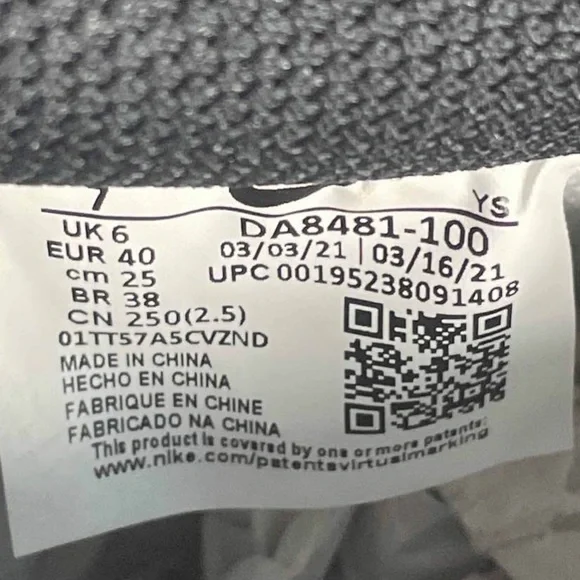 7 YS
UK 6 DA8481-100
EUR 40 03/03/21 | 03/16/21
cm 25 UPC 00195238091408
BR 38
CN 250(2.5)
01TT57A5CVZND
MADE IN CHINA
HECHO EN CHINA
FABRIQUE EN CHINE
FABRICADO NA CHINA
This product is covered by one or more patents:
www.nike.com/patentsvirtualmarking